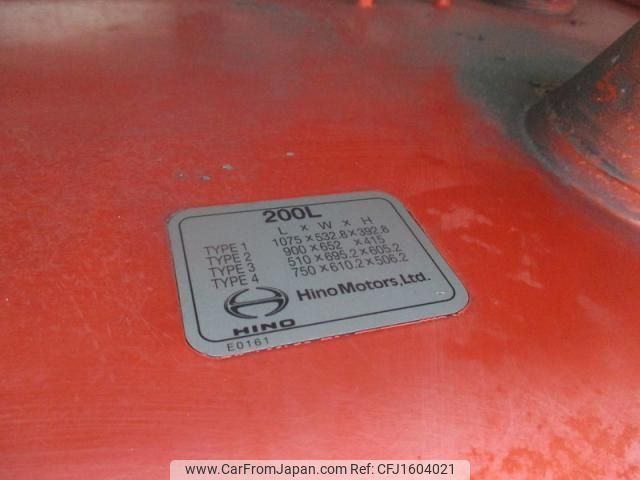 200L
L × W × H
TYPE 1 1075×532.8×392.8
TYPE 2 900×652 ×415
TYPE 3 510×695.2×605.2
TYPE 4 750×610.2×506.2
HINO
Hino Motors, Ltd.
E0161
www.CarFromJapan.com ♦ CFJ1604021